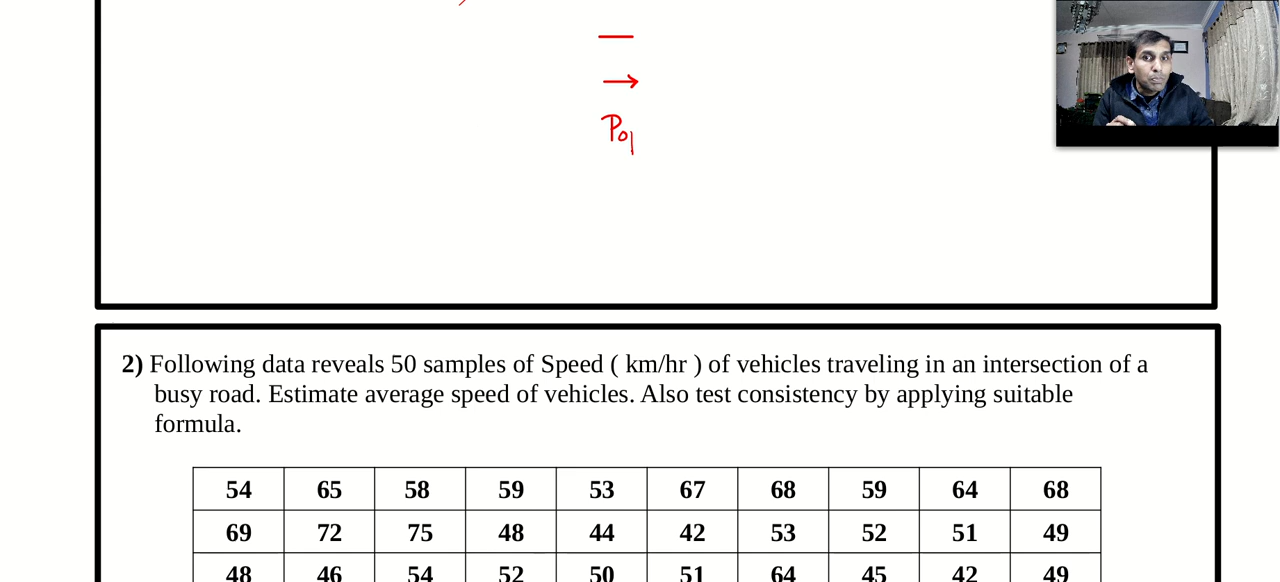 Pol
2) Following data reveals 50 samples of Speed ( km/hr ) of vehicles traveling in an intersection of a
busy road. Estimate average speed of vehicles. Also test consistency by applying suitable
formula.
54 65 58 59 53 67 68 59 64 68
69 72 75 48 44 42 53 52 51 49
48 46 54 52 50 51 64 45 42 49